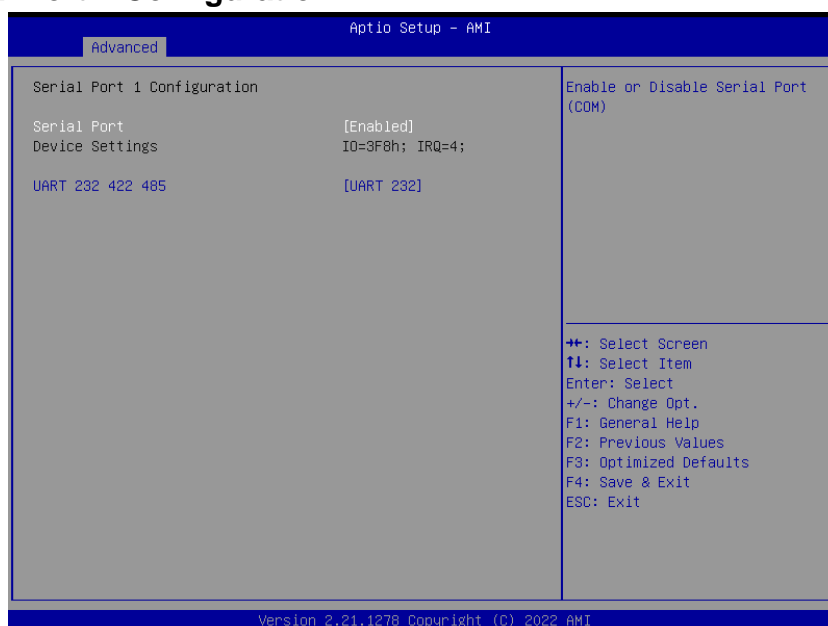 Aptio Setup - AMI
Advanced
Serial Port 1 Configuration
Serial Port [Enabled]
Device Settings IO=3F8h; IRQ=4;
UART 232 422 485 [UART 232]
Enable or Disable Serial Port
(COM)
→←: Select Screen
↑↓: Select Item
Enter: Select
+/-: Change Opt.
F1: General Help
F2: Previous Values
F3: Optimized Defaults
F4: Save & Exit
ESC: Exit
Version 2.21.1278 Copyright (C) 2022 AMI